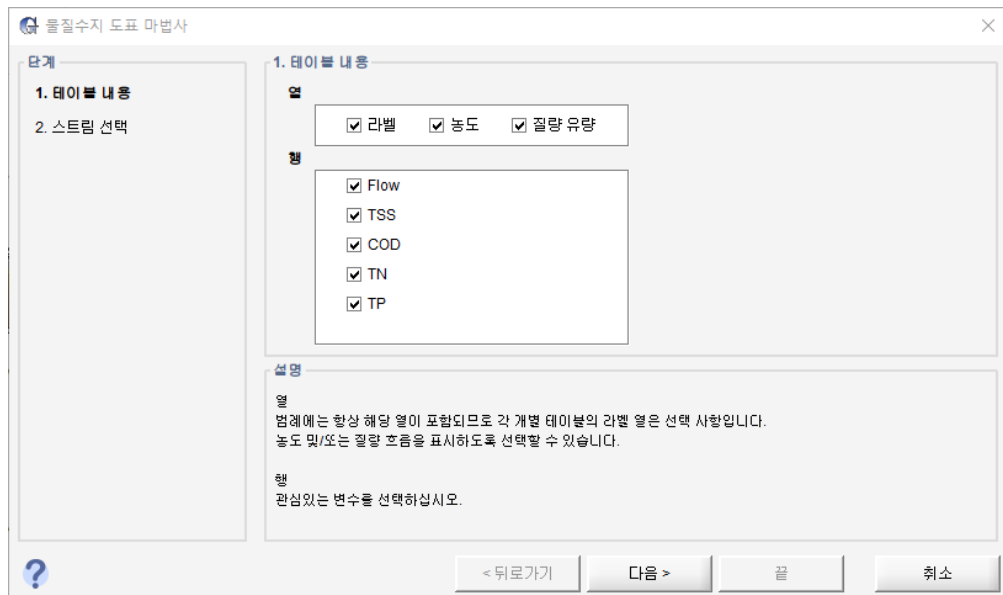 물질수지 도표 마법사
단계
1. 테이블 내용
2. 스트림 선택
1. 테이블 내용
열
라벨 농도 질량 유량
행
Flow
TSS
COD
TN
TP
설명
열
범례에는 항상 해당 열이 포함되므로 각 개별 테이블의 라벨 열은 선택 사항입니다.
농도 및/또는 질량 흐름을 표시하도록 선택할 수 있습니다.
행
관심있는 변수를 선택하십시오.
?
< 뒤로가기 다음 > 끝 취소